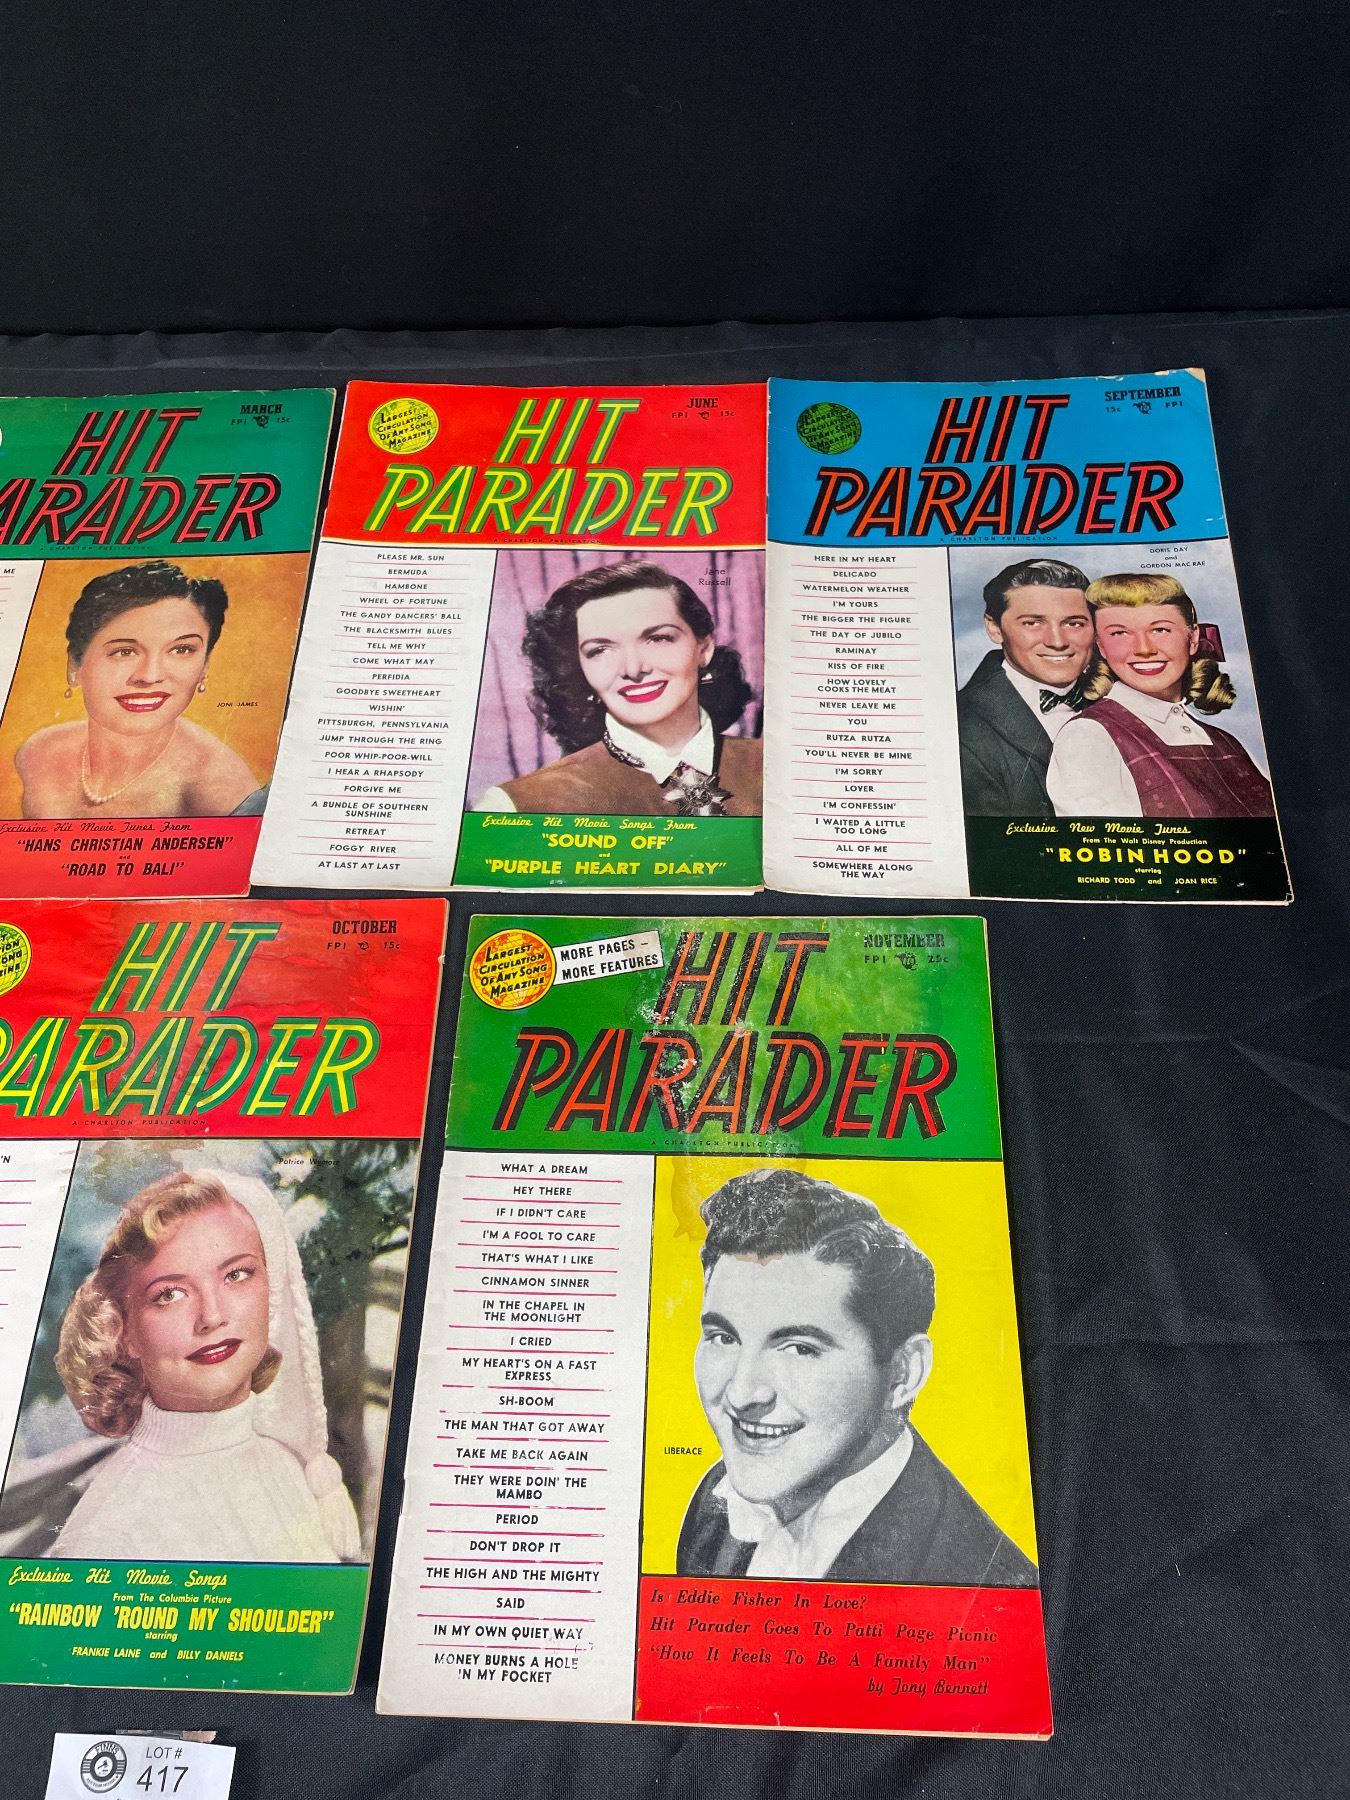 MARCH
FPI 15c
HIT
ARADER
A CHARLTON PUBLICATION
ME
JONI JAMES
Exclusive Hit Movie Tunes From
"HANS CHRISTIAN ANDERSEN"
and
"ROAD TO BALI"
LARGEST
CIRCULATION
OF ANY SONG
MAGAZINE
JUNE
FPI 15c
HIT
PARADER
A CHARLTON PUBLICATION
PLEASE MR. SUN
BERMUDA
HAMBONE
WHEEL OF FORTUNE
THE GANDY DANCERS' BALL
THE BLACKSMITH BLUES
TELL ME WHY
COME WHAT MAY
PERFIDIA
GOODBYE SWEETHEART
WISHIN'
PITTSBURGH, PENNSYLVANIA
JUMP THROUGH THE RING
POOR WHIP-POOR-WILL
I HEAR A RHAPSODY
FORGIVE ME
A BUNDLE OF SOUTHERN
SUNSHINE
RETREAT
FOGGY RIVER
AT LAST AT LAST
Jane
Russell
Exclusive Hit Movie Songs From
"SOUND OFF"
and
"PURPLE HEART DIARY"
LARGEST
CIRCULATION
OF ANY SONG
MAGAZINE
SEPTEMBER
15c FPI
HIT
PARADER
A CHARLTON PUBLICATION
HERE IN MY HEART
DELICADO
WATERMELON WEATHER
I'M YOURS
THE BIGGER THE FIGURE
THE DAY OF JUBILO
RAMINAY
KISS OF FIRE
HOW LOVELY
COOKS THE MEAT
NEVER LEAVE ME
YOU
RUTZA RUTZA
YOU'LL NEVER BE MINE
I'M SORRY
LOVER
I'M CONFESSIN'
I WAITED A LITTLE
TOO LONG
ALL OF ME
SOMEWHERE ALONG
THE WAY
DORIS DAY
and
GORDON MAC RAE
Exclusive New Movie Tunes
From The Walt Disney Production
"ROBIN HOOD"
starring
RICHARD TODD and JOAN RICE
OCTOBER
FPI 15c
HIT
PARADER
A CHARLTON PUBLICATION
'N
Patrice Wymore
Exclusive Hit Movie Songs
From The Columbia Picture
"RAINBOW 'ROUND MY SHOULDER"
starring
FRANKIE LAINE and BILLY DANIELS
LARGEST
CIRCULATION
OF ANY SONG
MAGAZINE
MORE PAGES –
MORE FEATURES
NOVEMBER
FPI 25c
HIT
PARADER
A CHARLTON PUBLICATION
WHAT A DREAM
HEY THERE
IF I DIDN'T CARE
I'M A FOOL TO CARE
THAT'S WHAT I LIKE
CINNAMON SINNER
IN THE CHAPEL IN
THE MOONLIGHT
I CRIED
MY HEART'S ON A FAST
EXPRESS
SH-BOOM
THE MAN THAT GOT AWAY
TAKE ME BACK AGAIN
THEY WERE DOIN' THE
MAMBO
PERIOD
DON'T DROP IT
THE HIGH AND THE MIGHTY
SAID
IN MY OWN QUIET WAY
MONEY BURNS A HOLE
IN MY POCKET
LIBERACE
Is Eddie Fisher In Love?
Hit Parader Goes To Patti Page Picnic
"How It Feels To Be A Family Man"
by Tony Bennett
LOT #
417